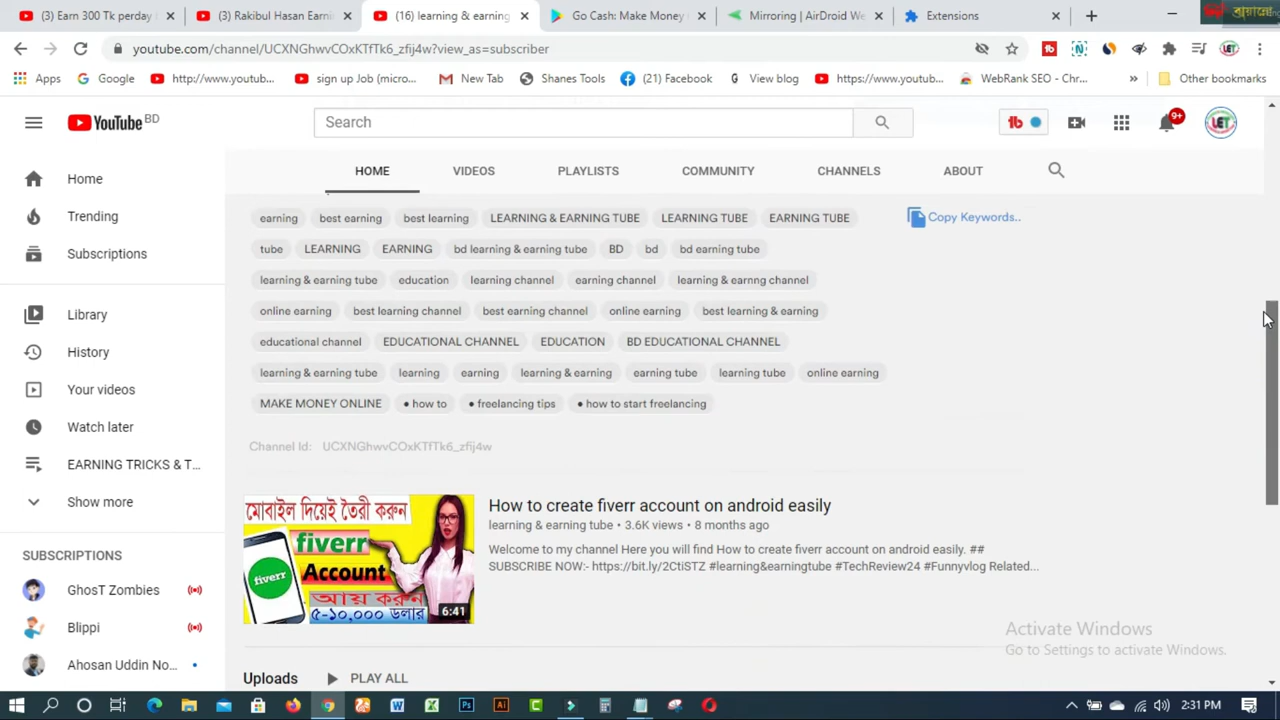 (3) Earn 300 Tk perday
(3) Rakibul Hasan Earni
(16) learning & earning
Go Cash: Make Money
Mirroring | AirDroid We
Extensions
youtube.com/channel/UCXNGhwvCOxKTfTk6_zfij4w?view_as=subscriber
Apps
Google
http://www.youtub...
sign up Job (micro...
New Tab
Shanes Tools
(21) Facebook
View blog
https://www.youtub...
WebRank SEO - Chr...
Other bookmarks
YouTube BD
Search
9+
LET
HOME VIDEOS PLAYLISTS COMMUNITY CHANNELS ABOUT
Home
Trending
Subscriptions
Library
History
Your videos
Watch later
EARNING TRICKS & T...
Show more
SUBSCRIPTIONS
GhosT Zombies
Blippi
Ahosan Uddin No...
earning best earning best learning LEARNING & EARNING TUBE LEARNING TUBE EARNING TUBE
Copy Keywords..
tube LEARNING EARNING bd learning & earning tube BD bd bd earning tube
learning & earning tube education learning channel earning channel learning & earnng channel
online earning best learning channel best earning channel online earning best learning & earning
educational channel EDUCATIONAL CHANNEL EDUCATION BD EDUCATIONAL CHANNEL
learning & earning tube learning earning learning & earning earning tube learning tube online earning
MAKE MONEY ONLINE • how to • freelancing tips • how to start freelancing
Channel Id: UCXNGhwvCOxKTfTk6_zfij4w
মোবাইল দিয়েই তৈরী করুন
fiverr
Account
fiverr
আয় করুন
৫-১০,০০০ ডলার
6:41
How to create fiverr account on android easily
learning & earning tube • 3.6K views • 8 months ago
Welcome to my channel Here you will find How to create fiverr account on android easily. ##
SUBSCRIBE NOW:- https://bit.ly/2CtiSTZ #learning&earningtube #TechReview24 #Funnyvlog Related...
Uploads PLAY ALL
Activate Windows
Go to Settings to activate Windows.
2:31 PM